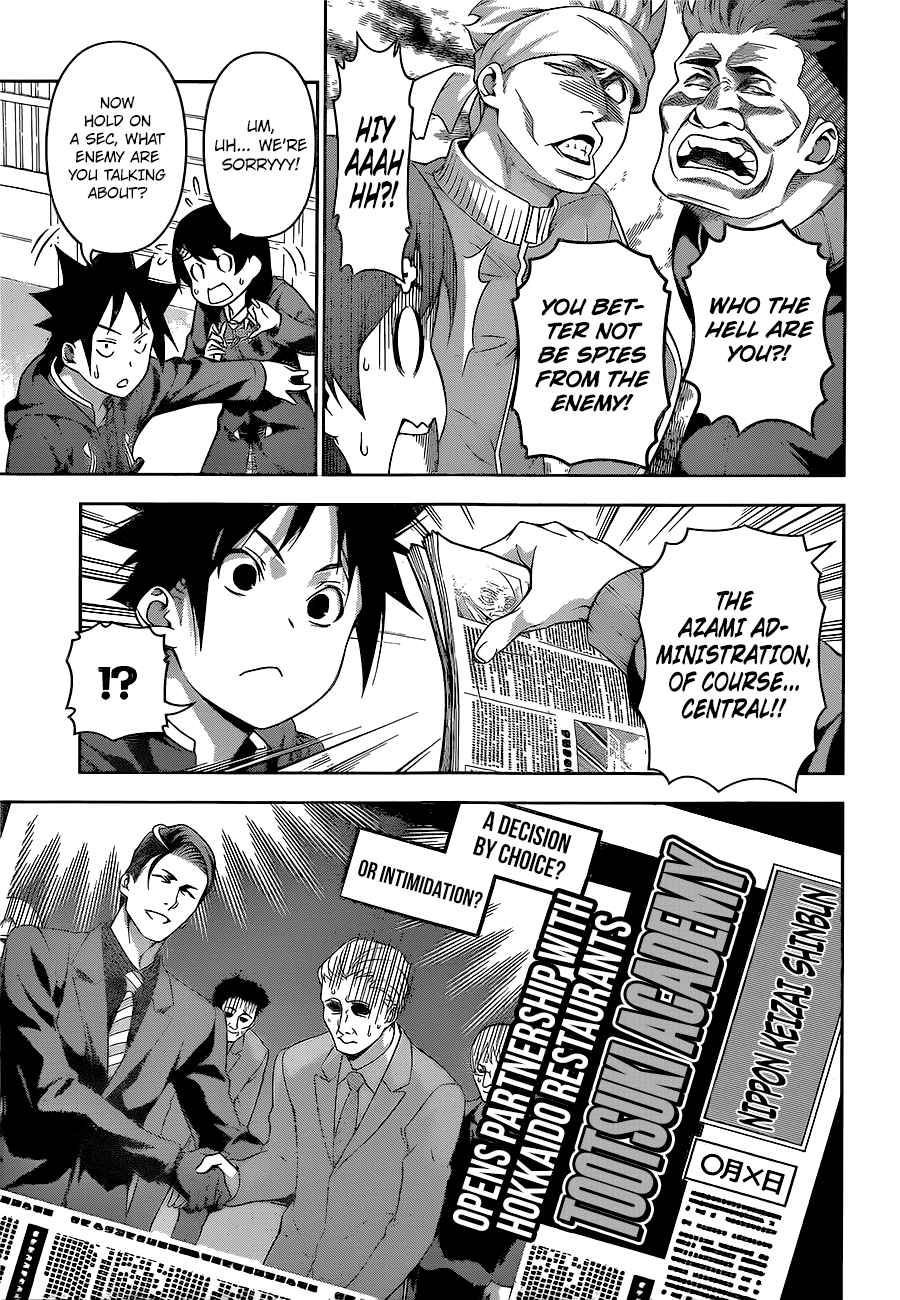 WHO THE
HELL ARE
YOU?!
YOU BET-
TER NOT
BE SPIES
FROM THE
ENEMY!
HIY
AAAH
HH?!
UM,
UH... WE'RE
SORRYYY!
NOW
HOLD ON
A SEC, WHAT
ENEMY ARE
YOU TALKING
ABOUT?
THE
AZAMI AD-
MINISTRATION,
OF COURSE...
CENTRAL!!
!?
NIPPON KEIZAI SHINBUN
〇月×日
TOOTSUKI ACADEMY
OPENS PARTNERSHIP WITH
HOKKAIDO RESTAURANTS
A DECISION
BY CHOICE?
OR INTIMIDATION?